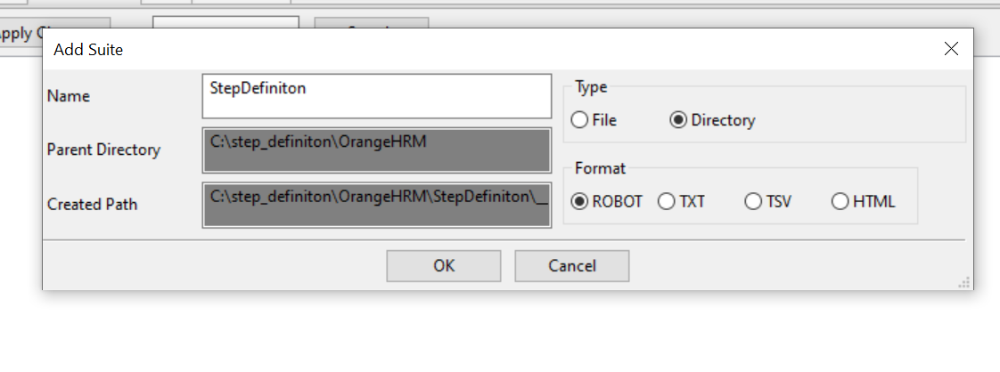 Add Suite
Name
StepDefiniton
Parent Directory
C:\step_definiton\OrangeHRM
Created Path
C:\step_definiton\OrangeHRM\StepDefiniton\__
Type
File
Directory
Format
ROBOT
TXT
TSV
HTML
OK
Cancel